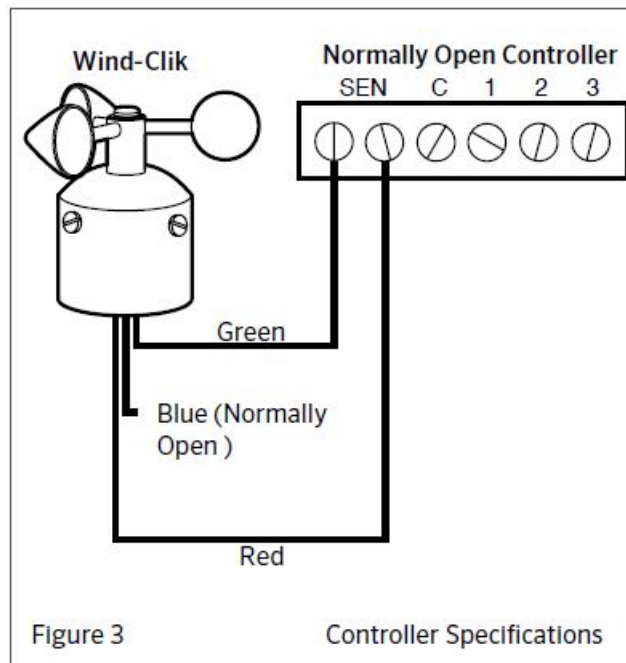 Wind-Clik
Normally Open Controller
SEN C 1 2 3
Green
Blue (Normally
Open )
Red
Figure 3 Controller Specifications